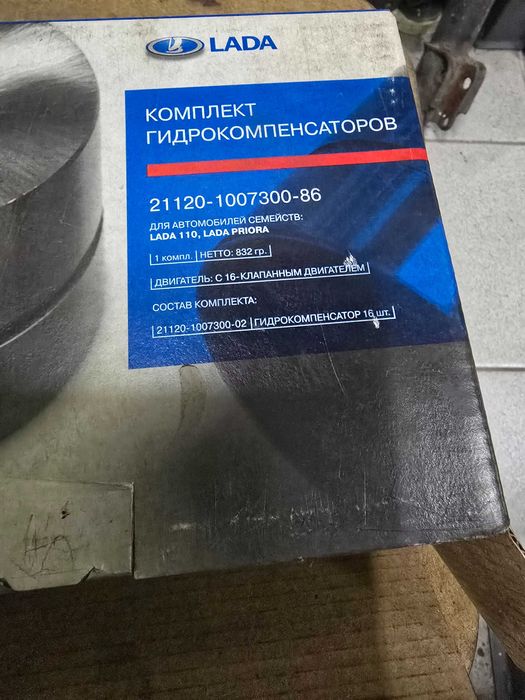 LADA
КОМПЛЕКТ
ГИДРОКОМПЕНСАТОРОВ
21120-1007300-86
ДЛЯ АВТОМОБИЛЕЙ СЕМЕЙСТВ:
LADA 110, LADA PRIORA
1 КОМПЛ. НЕТТО: 832 гр.
ДВИГАТЕЛЬ: С 16-КЛАПАННЫМ ДВИГАТЕЛЕМ
СОСТАВ КОМПЛЕКТА:
21120-1007300-02 ГИДРОКОМПЕНСАТОР 16 шт.